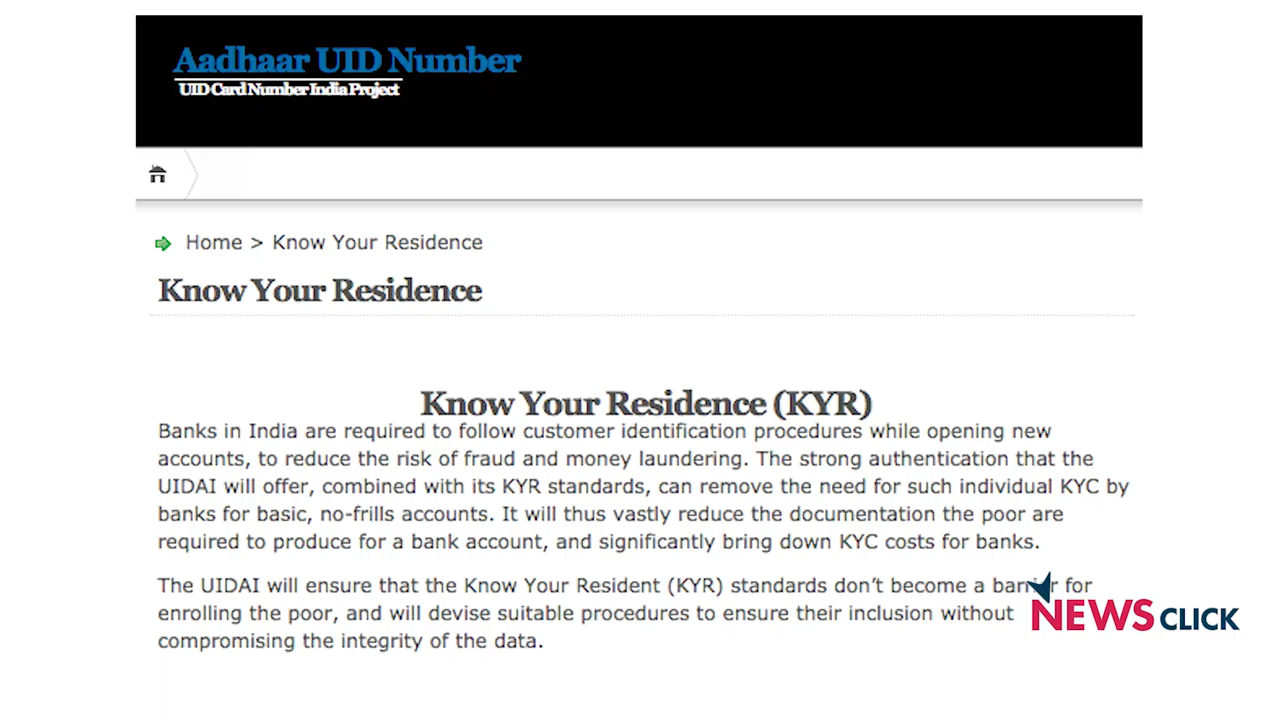 Aadhaar UID Number
UID Card Number India Project
Home > Know Your Residence
Know Your Residence
Know Your Residence (KYR)
Banks in India are required to follow customer identification procedures while opening new
accounts, to reduce the risk of fraud and money laundering. The strong authentication that the
UIDAI will offer, combined with its KYR standards, can remove the need for such individual KYC by
banks for basic, no-frills accounts. It will thus vastly reduce the documentation the poor are
required to produce for a bank account, and significantly bring down KYC costs for banks.
The UIDAI will ensure that the Know Your Resident (KYR) standards don't become a barrier for
enrolling the poor, and will devise suitable procedures to ensure their inclusion without
compromising the integrity of the data.
NEWSCLICK